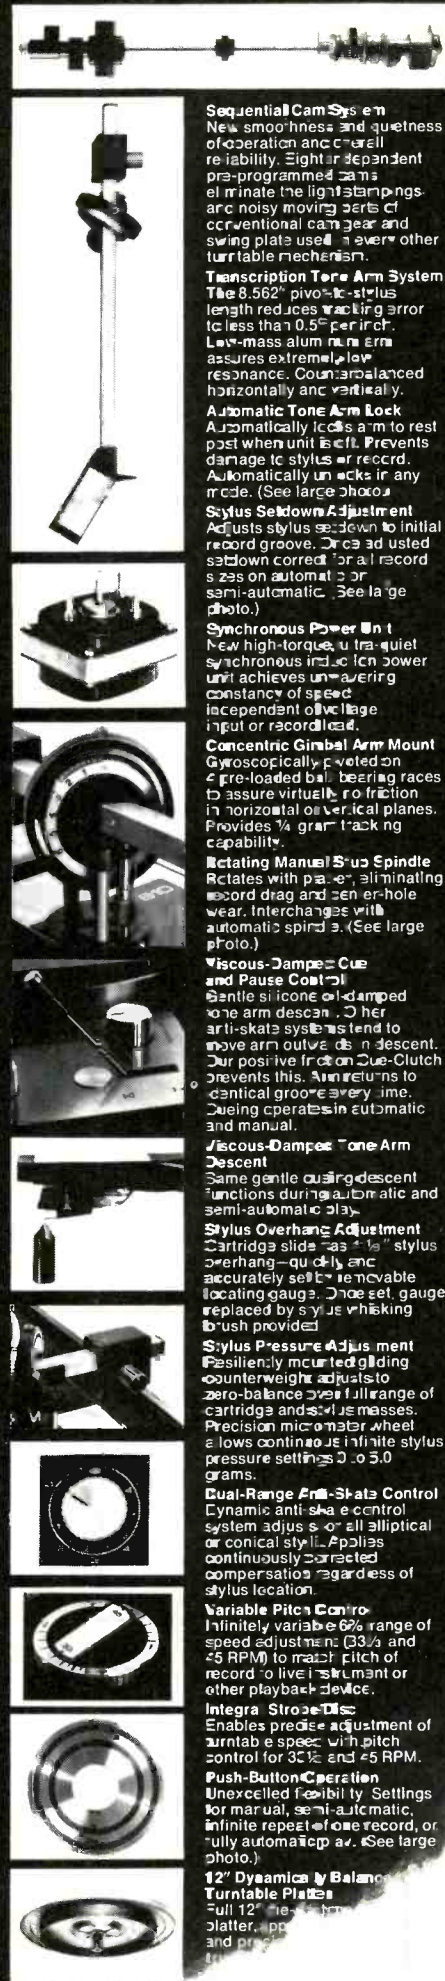 Sequential Cam System
New smoothness and quietness
of operation and overall
reliability. Eight independent
pre-programmed cams
eliminate the light stampings
and noisy moving parts of
conventional cam gear and
swing plate used in every other
turntable mechanism.
Transcription Tone Arm System
The 8.562" pivot-to-stylus
length reduces tracking error
to less than 0.5° per inch.
Low-mass aluminum arm
assures extremely low
resonance. Counterbalanced
horizontally and vertically.
Automatic Tone Arm Lock
Automatically locks arm to rest
post when unit is off. Prevents
damage to stylus or record.
Automatically unlocks in any
mode. (See large photo.)
Stylus Setdown Adjustment
Adjusts stylus setdown to initial
record groove. Once adjusted
setdown correct for all record
sizes on automatic or
semi-automatic. (See large
photo.)
Synchronous Power Unit
New high-torque, ultra-quiet
synchronous induction power
unit achieves unwavering
constancy of speed
independent of voltage
input or record load.
Concentric Gimbal Arm Mount
Gyroscopically pivoted on
4 pre-loaded ball bearing races
to assure virtually no friction
in horizontal or vertical planes.
Provides ¼ gram tracking
capability.
Rotating Manual Stub Spindle
Rotates with platter, eliminating
record drag and center-hole
wear. Interchanges with
automatic spindle. (See large
photo.)
Viscous-Damped Cue
and Pause Control
Gentle silicone oil-damped
tone arm descent. Other
anti-skate systems tend to
move arm outwards in descent.
Our positive friction Cue-Clutch
prevents this. Arm returns to
identical groove every time.
Cueing operates in automatic
and manual.
Viscous-Damped Tone Arm
Descent
Same gentle cueing descent
functions during automatic and
semi-automatic play.
Stylus Overhang Adjustment
Cartridge slide stylus
overhang—quickly and
accurately set by removable
locating gauge. Once set, gauge
replaced by stylus whisking
brush provided
Stylus Pressure Adjustment
Resiliently mounted gliding
counterweight adjusts to
zero-balance over full range of
cartridge and stylus masses.
Precision micrometer wheel
allows continuous infinite stylus
pressure settings 0 to 5.0
grams.
Dual-Range Anti-Skate Control
Dynamic anti-skate control
system adjusts for all elliptical
or conical styli. Applies
continuously corrected
compensation regardless of
stylus location.
Variable Pitch Control
Infinitely variable 6% range of
speed adjustment (33⅓ and
45 RPM) to match pitch of
record to live instrument or
other playback device.
Integral Strobe Disc
Enables precise adjustment of
turntable speed with pitch
control for 33⅓ and 45 RPM.
Push-Button Operation
Unexcelled flexibility. Settings
for manual, semi-automatic,
infinite repeat of one record, or
fully automatic play. (See large
photo.)
12" Dynamically Balanced
Turntable Platter
Full 12"
platter,
and